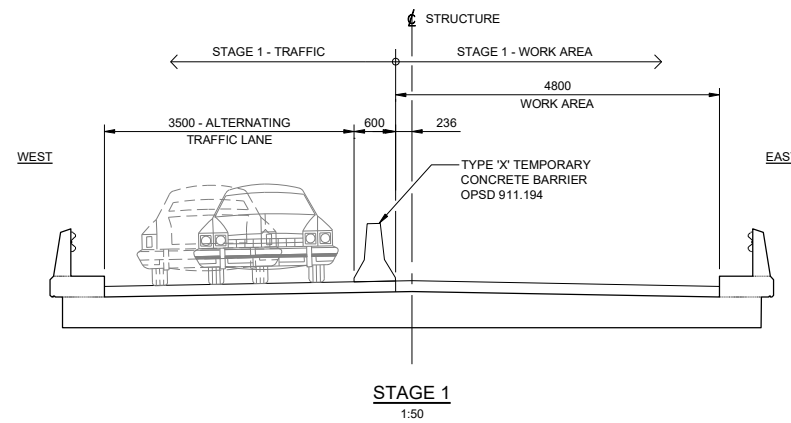 ℄ STRUCTURE
STAGE 1 - TRAFFIC
STAGE 1 - WORK AREA
4800
WORK AREA
3500 - ALTERNATING
TRAFFIC LANE
600
236
WEST
EAS
TYPE 'X' TEMPORARY
CONCRETE BARRIER
OPSD 911.194
STAGE 1
1:50